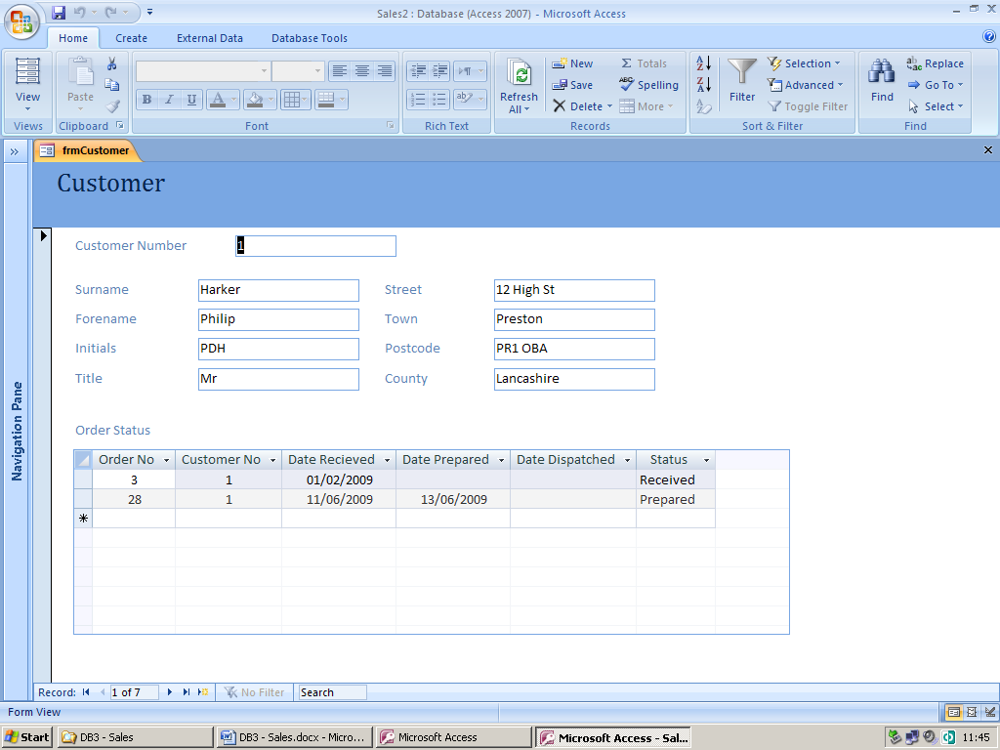 Sales2 : Database (Access 2007) - Microsoft Access
Home Create External Data Database Tools
View Paste B I U Refresh All New Save Delete Σ Totals ABC Spelling More A Z Z A Filter Selection Advanced Toggle Filter Find Replace Go To Select
Views Clipboard Font Rich Text Records Sort & Filter Find
frmCustomer
Customer
Navigation Pane
Customer Number 1
Surname Harker Street 12 High St
Forename Philip Town Preston
Initials PDH Postcode PR1 0BA
Title Mr County Lancashire
Order Status
Order No Customer No Date Recieved Date Prepared Date Dispatched Status
3 1 01/02/2009 Received
28 1 11/06/2009 13/06/2009 Prepared
Record: 1 of 7 No Filter Search
Form View
Start DB3 - Sales DB3 - Sales.docx - Micro... Microsoft Access Microsoft Access - Sal... 11:45